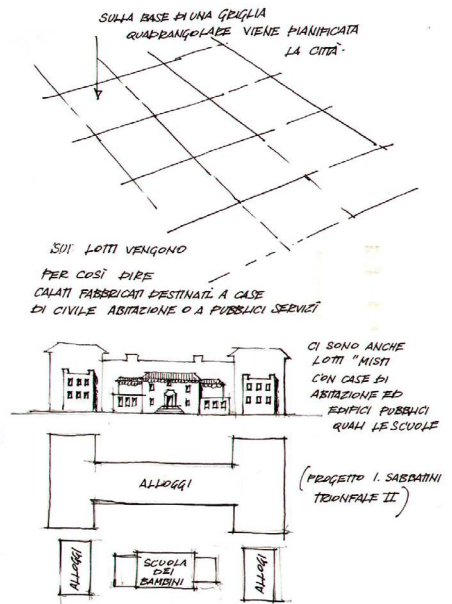 SULLA BASE DI UNA GRIGLIA
QUADRANGOLARE VIENE PIANIFICATA
LA CITTÀ.
SUI LOTTI VENGONO
PER COSÌ DIRE
CALATI FABBRICATI DESTINATI A CASE
DI CIVILE ABITAZIONE O A PUBBLICI SERVIZI
CI SONO ANCHE
LOTTI "MISTI
CON CASE DI
ABITAZIONE ED
EDIFICI PUBBLICI
QUALI LE SCUOLE
(PROGETTO I. SABBATINI
TRIONFALE II)
ALLOGGI
ALLOGGI
SCUOLA
DEI
BAMBINI
ALLOGGI